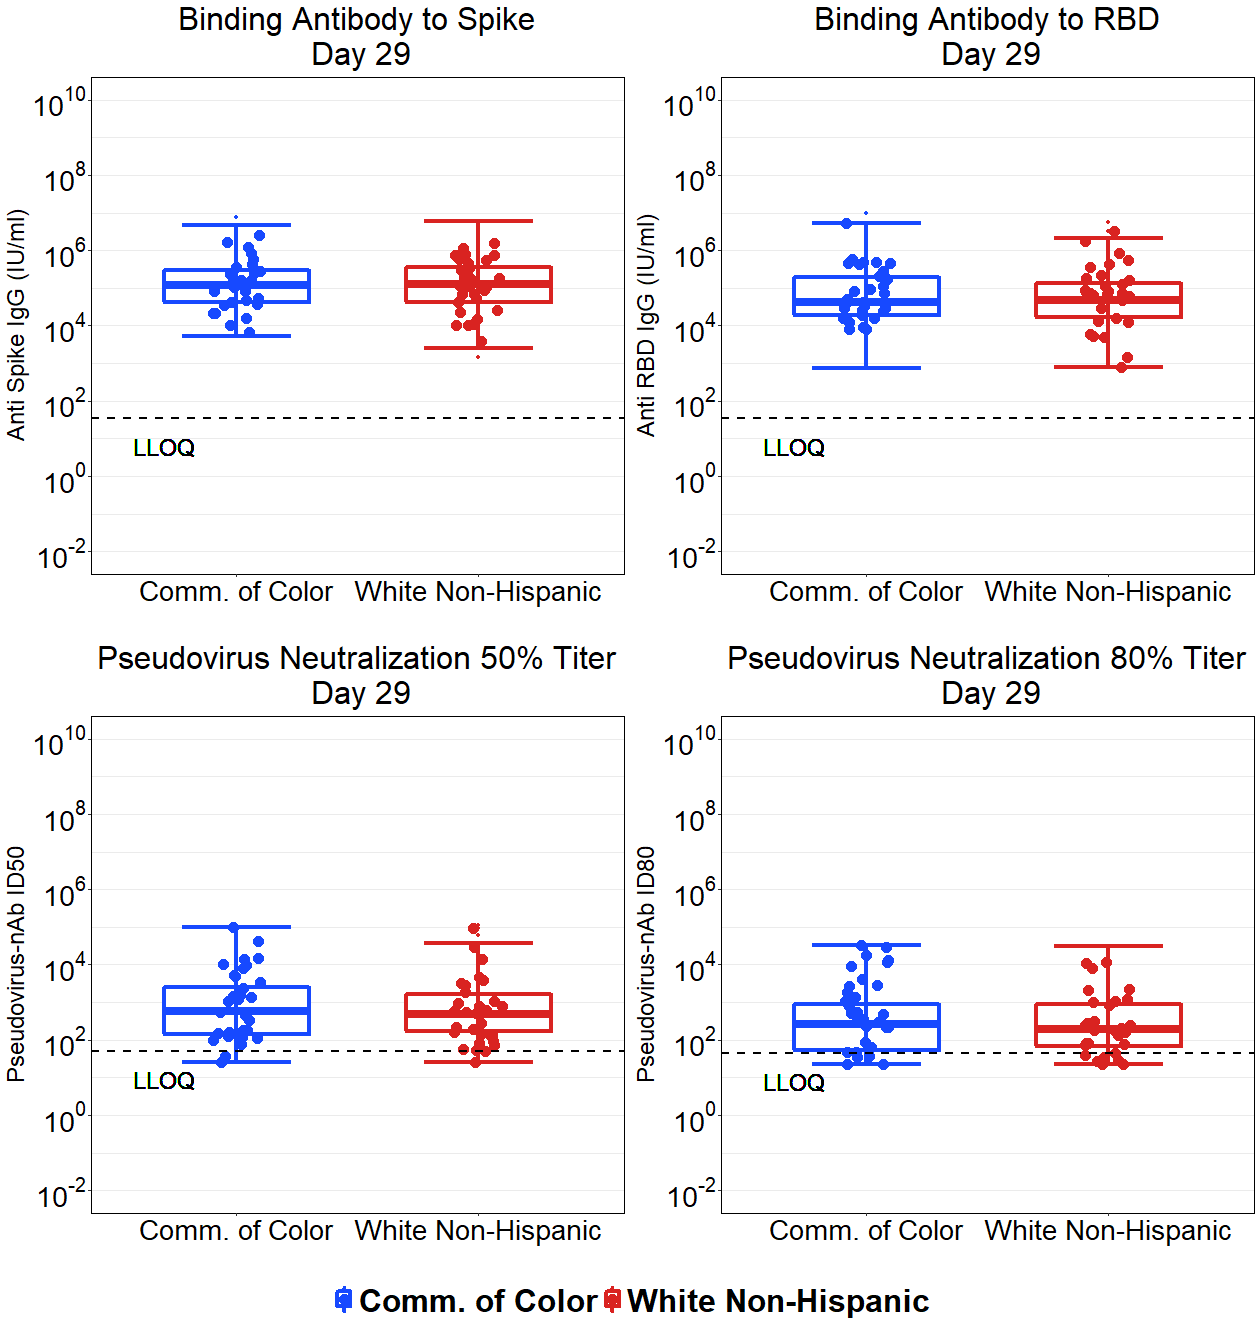 Binding Antibody to Spike
Day 29
Anti Spike IgG (IU/ml)
10^10
10^8
10^6
10^4
10^2
10^0
10^-2
LLOQ
Comm. of Color White Non-Hispanic
Binding Antibody to RBD
Day 29
Anti RBD IgG (IU/ml)
10^10
10^8
10^6
10^4
10^2
10^0
10^-2
LLOQ
Comm. of Color White Non-Hispanic
Pseudovirus Neutralization 50% Titer
Day 29
Pseudovirus-nAb ID50
10^10
10^8
10^6
10^4
10^2
10^0
10^-2
LLOQ
Comm. of Color White Non-Hispanic
Pseudovirus Neutralization 80% Titer
Day 29
Pseudovirus-nAb ID80
10^10
10^8
10^6
10^4
10^2
10^0
10^-2
LLOQ
Comm. of Color White Non-Hispanic
Comm. of Color White Non-Hispanic